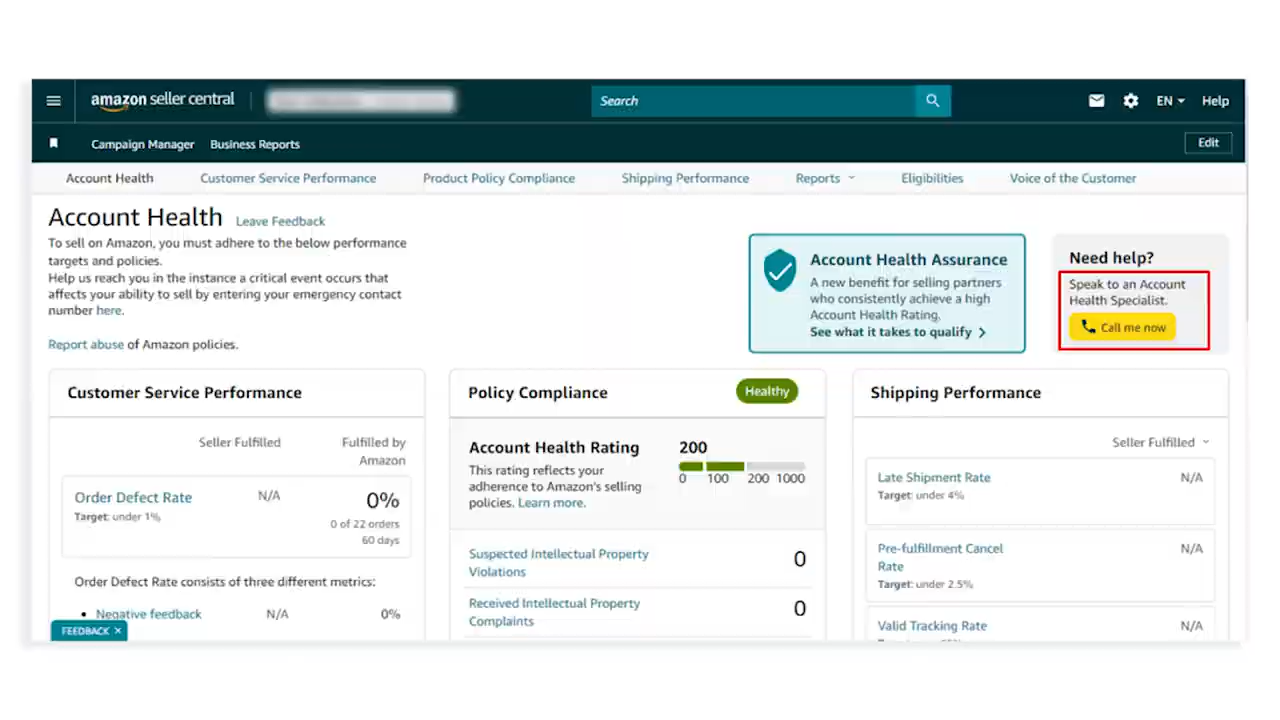 amazon seller central
Search
EN
Help
Campaign Manager
Business Reports
Edit
Account Health
Customer Service Performance
Product Policy Compliance
Shipping Performance
Reports
Eligibilities
Voice of the Customer
Account Health
Leave Feedback
To sell on Amazon, you must adhere to the below performance
targets and policies.
Help us reach you in the instance a critical event occurs that
affects your ability to sell by entering your emergency contact
number here.
Report abuse of Amazon policies.
Account Health Assurance
A new benefit for selling partners
who consistently achieve a high
Account Health Rating.
See what it takes to qualify
Need help?
Speak to an Account
Health Specialist.
Call me now
Customer Service Performance
Seller Fulfilled
Fulfilled by
Amazon
Order Defect Rate
N/A
0%
Target: under 1%
0 of 22 orders
60 days
Order Defect Rate consists of three different metrics:
• Negative feedback
N/A
0%
FEEDBACK ×
Policy Compliance
Healthy
Account Health Rating
200
This rating reflects your
adherence to Amazon's selling
policies. Learn more.
0 100 200 1000
Suspected Intellectual Property
Violations
0
Received Intellectual Property
Complaints
0
Shipping Performance
Seller Fulfilled
Late Shipment Rate
N/A
Target: under 4%
Pre-fulfillment Cancel
Rate
N/A
Target: under 2.5%
Valid Tracking Rate
N/A